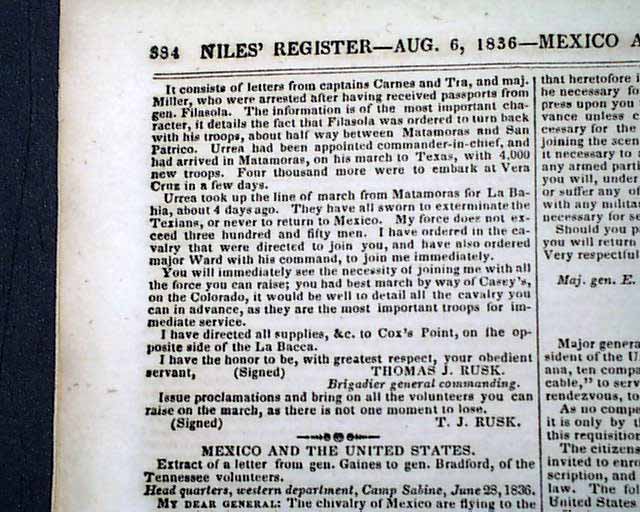 384 NILES' REGISTER—AUG. 6, 1836—MEXICO A
It consists of letters from captains Carnes and Tra, and maj.
Miller, who were arrested after having received passports from
gen. Filasola. The information is of the most important cha-
racter, it details the fact that Filasola was ordered to turn back
with his troops, about half way between Matamoras and San
Patrico. Urrea had been appointed commander-in-chief, and
had arrived in Matamoras, on his march to Texas, with 4,000
new troops. Four thousand more were to embark at Vera
Cruz in a few days.
Urrea took up the line of march from Matamoras for La Ba-
hia, about 4 days ago. They have all sworn to exterminate the
Texians, or never to return to Mexico. My force does not ex-
ceed three hundred and fifty men. I have ordered in the ca-
valry that were directed to join you, and have also ordered
major Ward with his command, to join me immediately.
You will immediately see the necessity of joining me with all
the force you can raise; you had best march by way of Casey's,
on the Colorado, it would be well to detail all the cavalry you
can in advance, as they are the most important troops for im-
mediate service.
I have directed all supplies, &c. to Cox's Point, on the op-
posite side of the La Bacca.
I have the honor to be, with greatest respect, your obedient
servant, (Signed) THOMAS J. RUSK.
Brigadier general commanding.
Issue proclamations and bring on all the volunteers you can
raise on the march, as there is not one moment to lose.
(Signed) T. J. RUSK.
MEXICO AND THE UNITED STATES.
Extract of a letter from gen. Gaines to gen. Bradford, of the
Tennessee volunteers.
Head quarters, western department, Camp Sabine, June 28, 1836.
MY DEAR GENERAL: The chivalry of Mexico are flying to the
that heretofore
be necessary fo
press upon you
vance unless c
cessary for the
joining the scen
it necessary to
any armed parti
you will, under
or suffer any o
with any militar
necessary for se
Should you p
you will return
Very respectful
Maj. gen. E.
Major genera
sident of the U
ana, ten compa
cable," to serv
rendezvous, to
As no compe
it is only by t
this requisition
The citizens
invited to enro
scription, and
law. The fol
United States